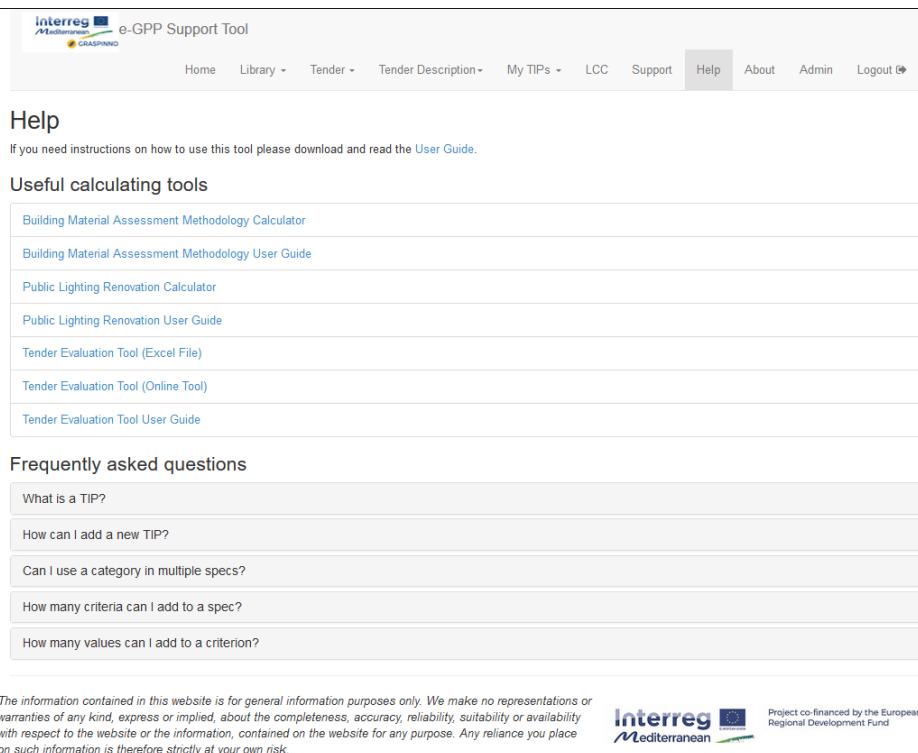 Interreg
Mediterranean
GRASPINNO
e-GPP Support Tool
Home Library Tender Tender Description My TIPs LCC Support Help About Admin Logout
Help
If you need instructions on how to use this tool please download and read the User Guide.
Useful calculating tools
Building Material Assessment Methodology Calculator
Building Material Assessment Methodology User Guide
Public Lighting Renovation Calculator
Public Lighting Renovation User Guide
Tender Evaluation Tool (Excel File)
Tender Evaluation Tool (Online Tool)
Tender Evaluation Tool User Guide
Frequently asked questions
What is a TIP?
How can I add a new TIP?
Can I use a category in multiple specs?
How many criteria can I add to a spec?
How many values can I add to a criterion?
The information contained in this website is for general information purposes only. We make no representations or
warranties of any kind, express or implied, about the completeness, accuracy, reliability, suitability or availability
with respect to the website or the information, contained on the website for any purpose. Any reliance you place
on such information is therefore strictly at your own risk.
Interreg
Mediterranean
Project co-financed by the European
Regional Development Fund